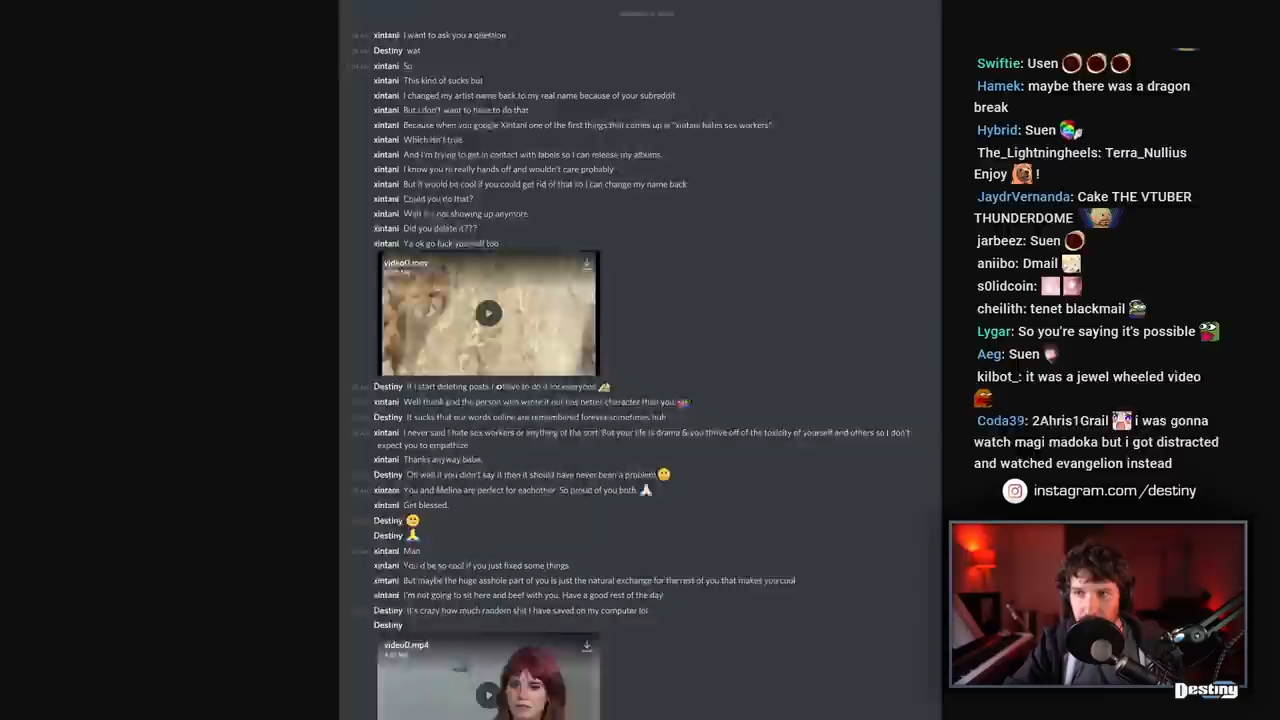 xintani I want to ask you a question
Destiny wat
xintani So
xintani This kind of sucks but
xintani I changed my artist name back to my real name because of your subreddit
xintani But I don't want to have to do that
xintani Because when you google Xintani one of the first things that comes up is "xintani hates sex workers"
xintani Which isn't true.
xintani And I'm trying to get in contact with labels so I can release my albums.
xintani I know you're really hands off and wouldn't care probably
xintani But it would be cool if you could get rid of that so I can change my name back
xintani Could you do that?
xintani Wait it's not showing up anymore.
xintani Did you delete it???
xintani Ya ok go fuck yourself too
video0.mov
Destiny If I start deleting posts I have to do it for everyone
xintani Well thank god the person who wrote it out has better character than you
Destiny It sucks that our words online are remembered forever sometimes huh
xintani I never said I hate sex workers or anything of the sort. But your life is drama & you thrive off of the toxicity of yourself and others so I don't
expect you to empathize
xintani Thanks anyway babe.
Destiny Oh well if you didn't say it then it should have never been a problem
xintani You and Melina are perfect for eachother. So proud of you both
xintani Get blessed.
Destiny
Destiny
xintani Man
xintani You'd be so cool if you just fixed some things
xintani But maybe the huge asshole part of you is just the natural exchange for the rest of you that makes you cool
xintani I'm not going to sit here and beef with you. Have a good rest of the day
Destiny It's crazy how much random shit I have saved on my computer lol
Destiny
video0.mp4
Swiftie: Usen
Hamek: maybe there was a dragon
break
Hybrid: Suen
The_Lightningheels: Terra_Nullius
Enjoy !
JaydrVernanda: Cake THE VTUBER
THUNDERDOME
jarbeez: Suen
aniibo: Dmail
s0lidcoin:
cheilith: tenet blackmail
Lygar: So you're saying it's possible
Aeg: Suen
kilbot_: it was a jewel wheeled video
Coda39: 2Ahris1Grail i was gonna
watch magi madoka but i got distracted
and watched evangelion instead
instagram.com/destiny
Destiny